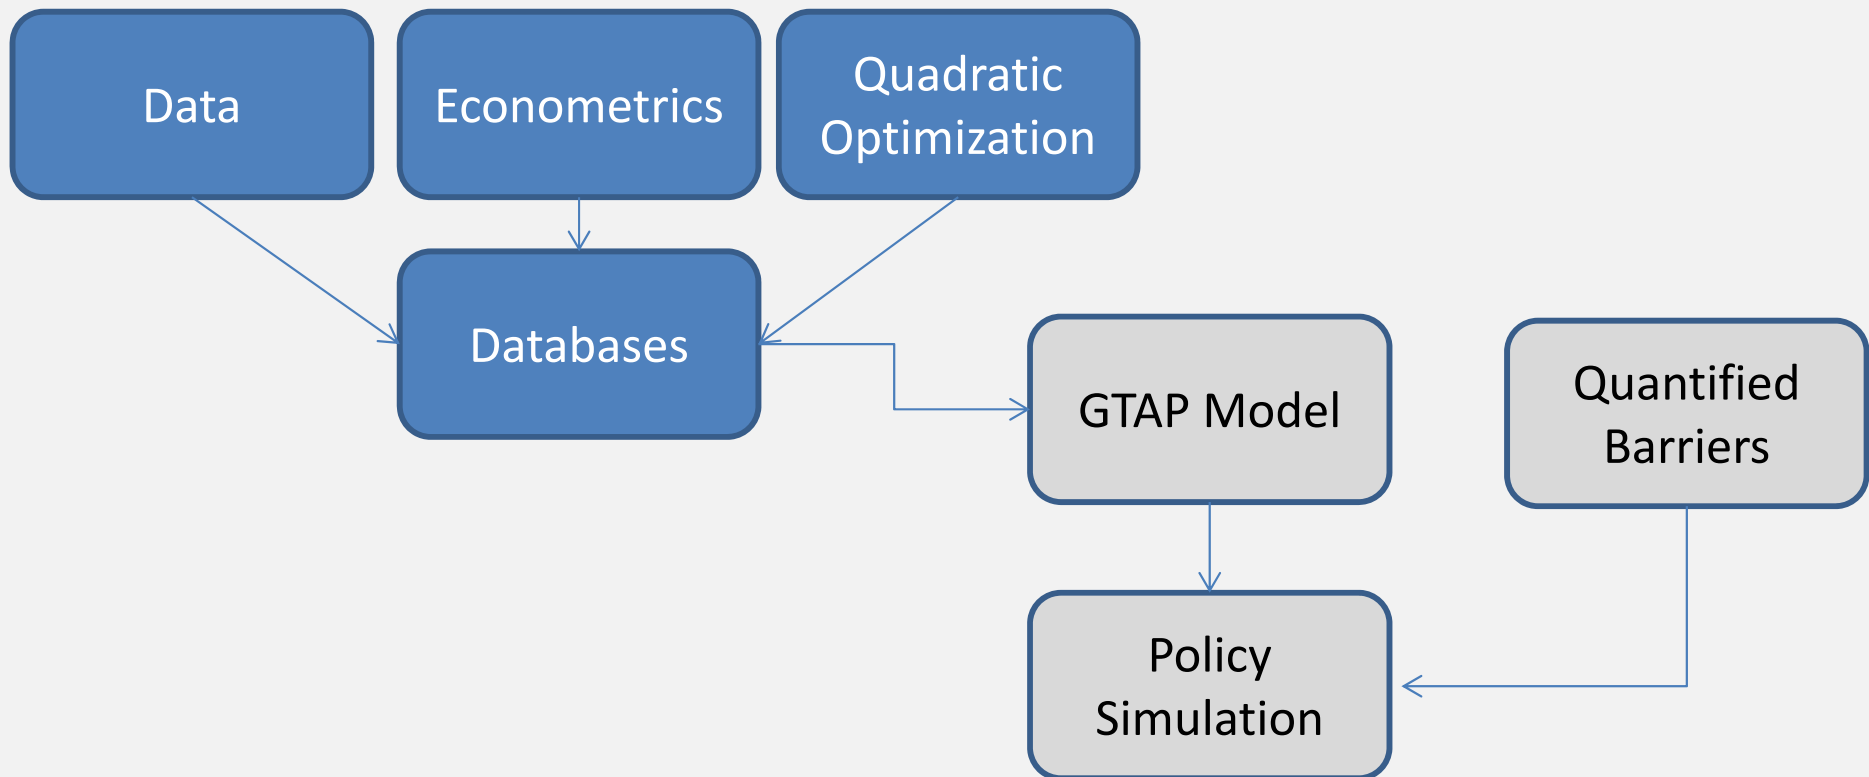 Data
Econometrics
Quadratic
Optimization
Databases
GTAP Model
Quantified
Barriers
Policy
Simulation